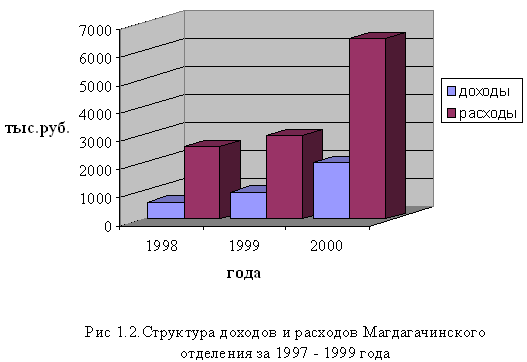 7000
6000
5000
4000
3000
2000
1000
0
тыс.руб.
доходы
расходы
1998 1999 2000
года
Рис 1.2.Структура доходов и расходов Магдагачинского
отделения за 1997 - 1999 года